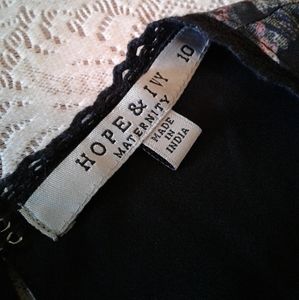 HOPE & IVY 10
MATERNITY
MADE
IN
INDIA